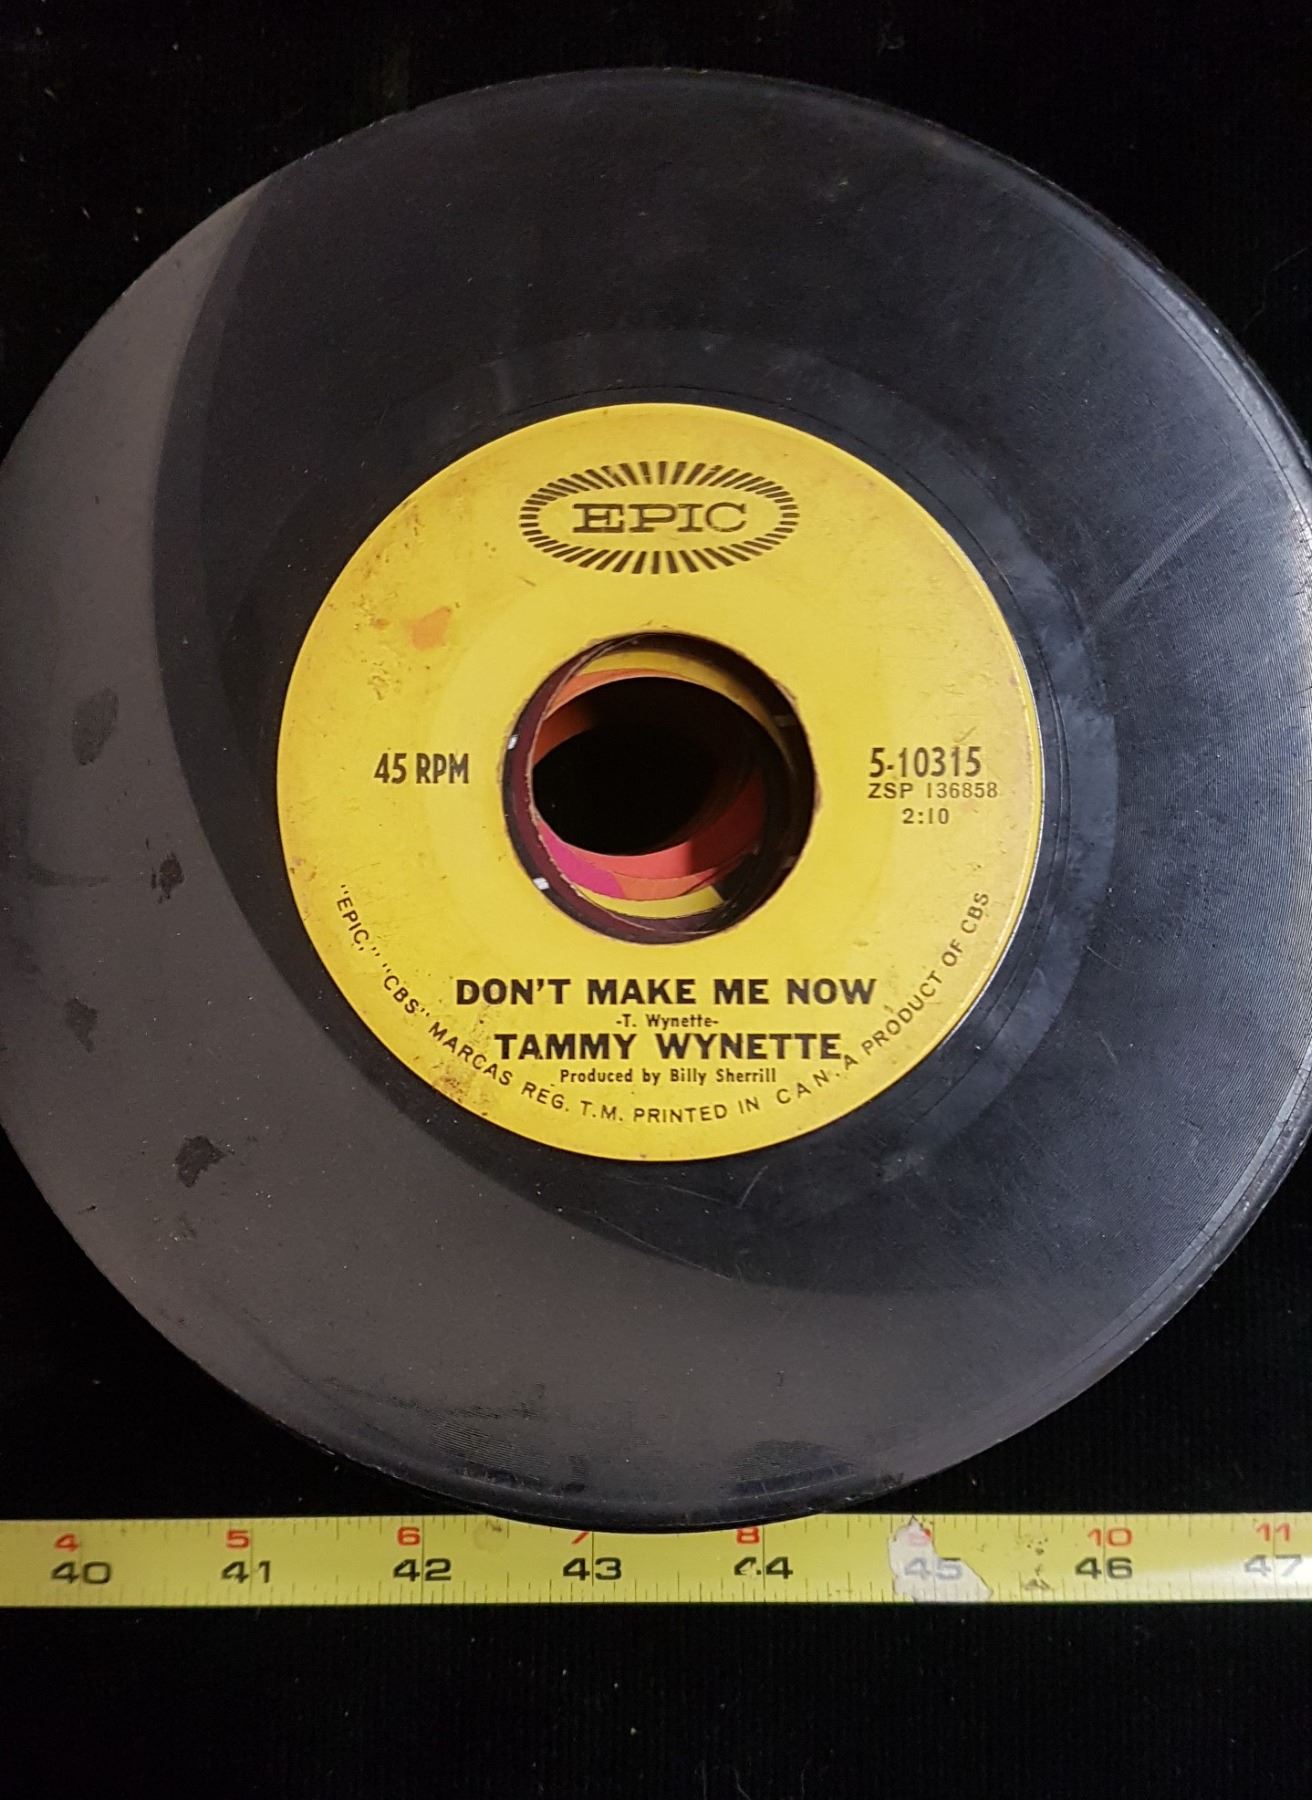 EPIC
45 RPM
5-10315
ZSP 136858
2:10
DON'T MAKE ME NOW
-T. Wynette-
TAMMY WYNETTE
Produced by Billy Sherrill
"EPIC," "CBS" MARCAS REG. T.M. PRINTED IN CAN. A PRODUCT OF CBS
4 5 6 7 8 9 10 11
40 41 42 43 44 45 46 47